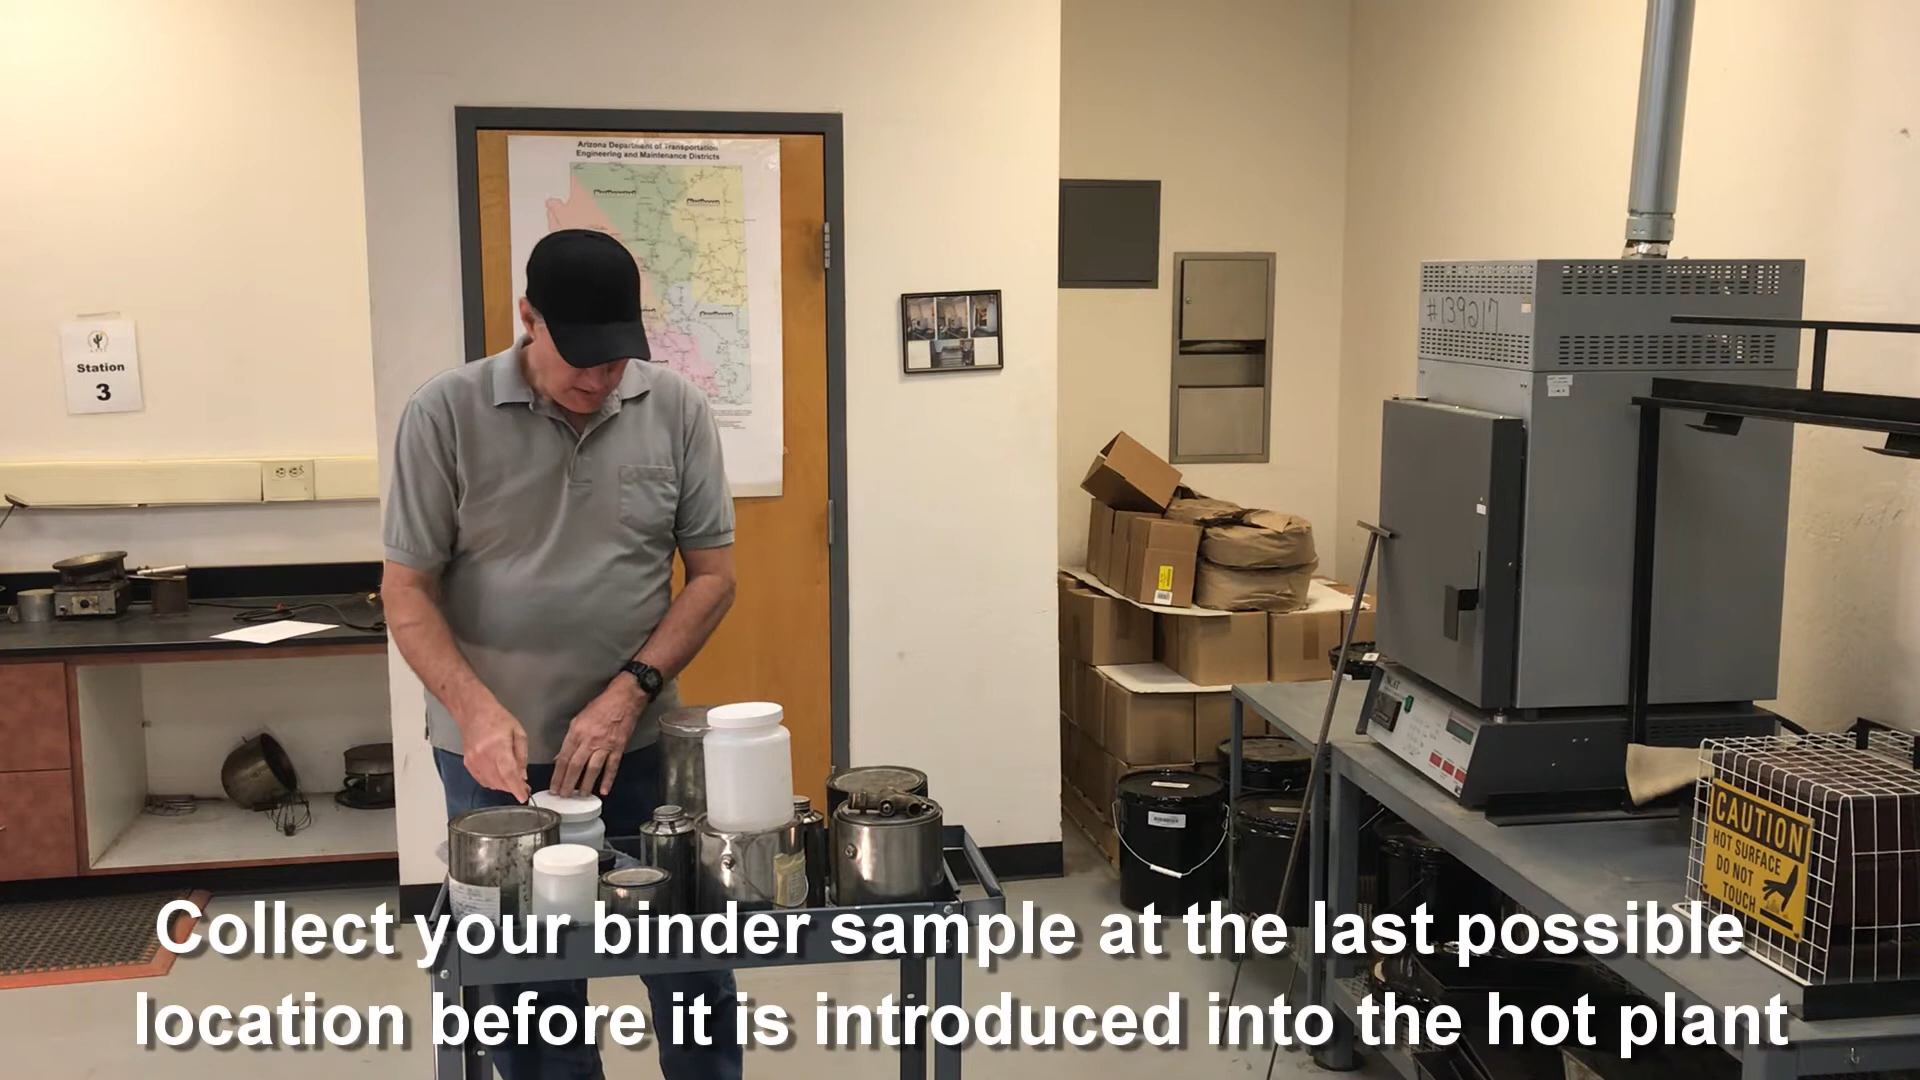 Arizona Department of Transportation
Engineering and Maintenance Districts
#139217
Station
3
CAUTION
HOT SURFACE
DO NOT
TOUCH
Collect your binder sample at the last possible
location before it is introduced into the hot plant